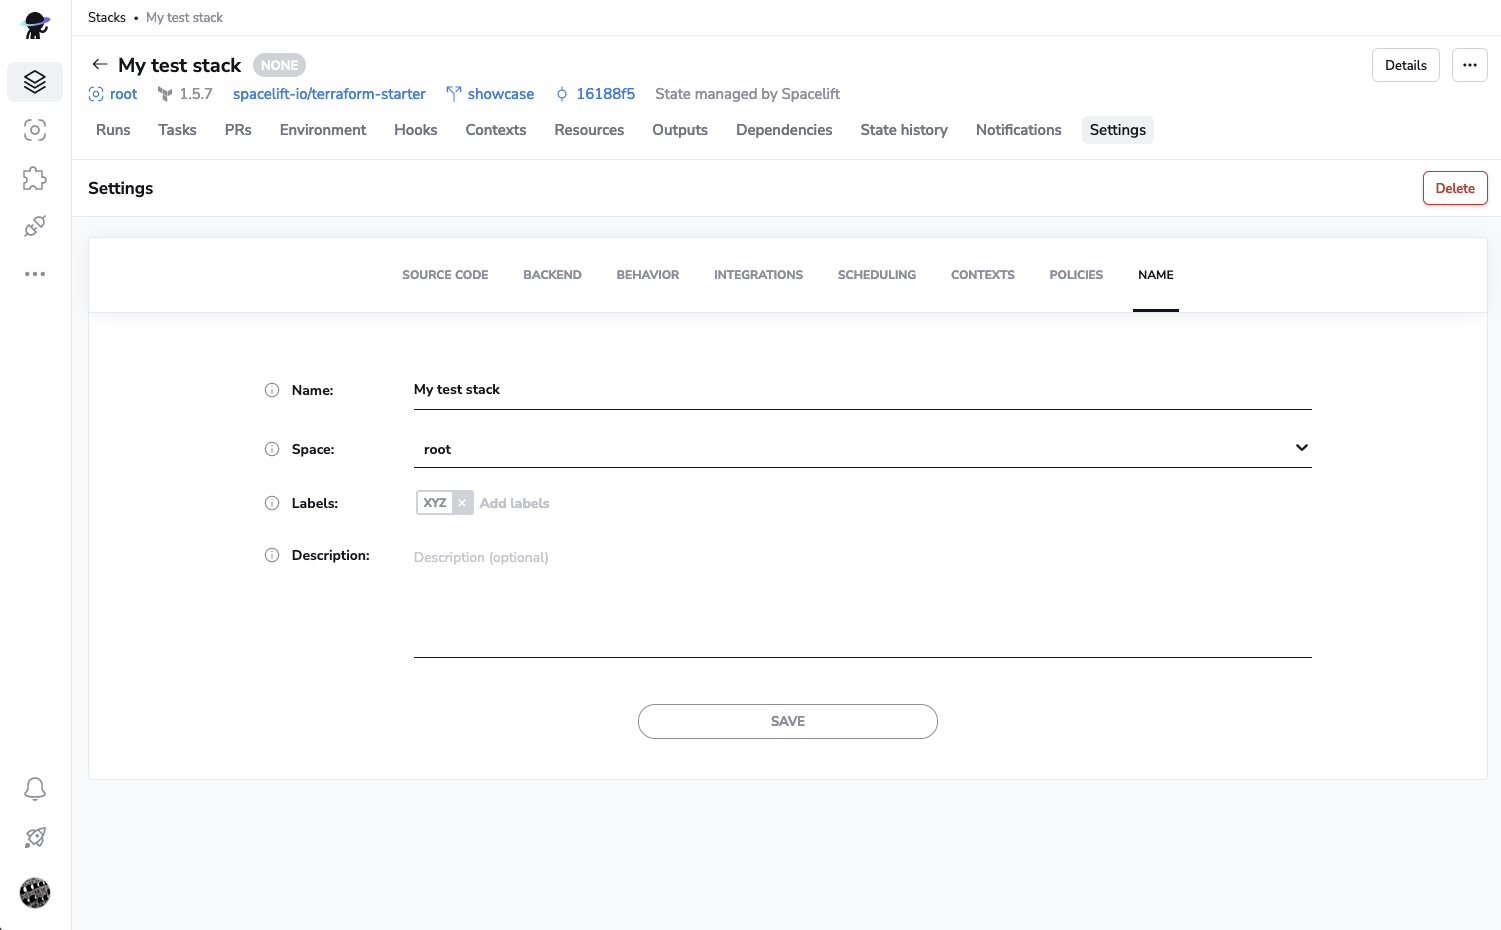 Stacks • My test stack
My test stack NONE
Details
root 1.5.7 spacelift-io/terraform-starter showcase 16188f5 State managed by Spacelift
Runs Tasks PRs Environment Hooks Contexts Resources Outputs Dependencies State history Notifications Settings
Settings
Delete
SOURCE CODE BACKEND BEHAVIOR INTEGRATIONS SCHEDULING CONTEXTS POLICIES NAME
Name: My test stack
Space: root
Labels: XYZ × Add labels
Description: Description (optional)
SAVE